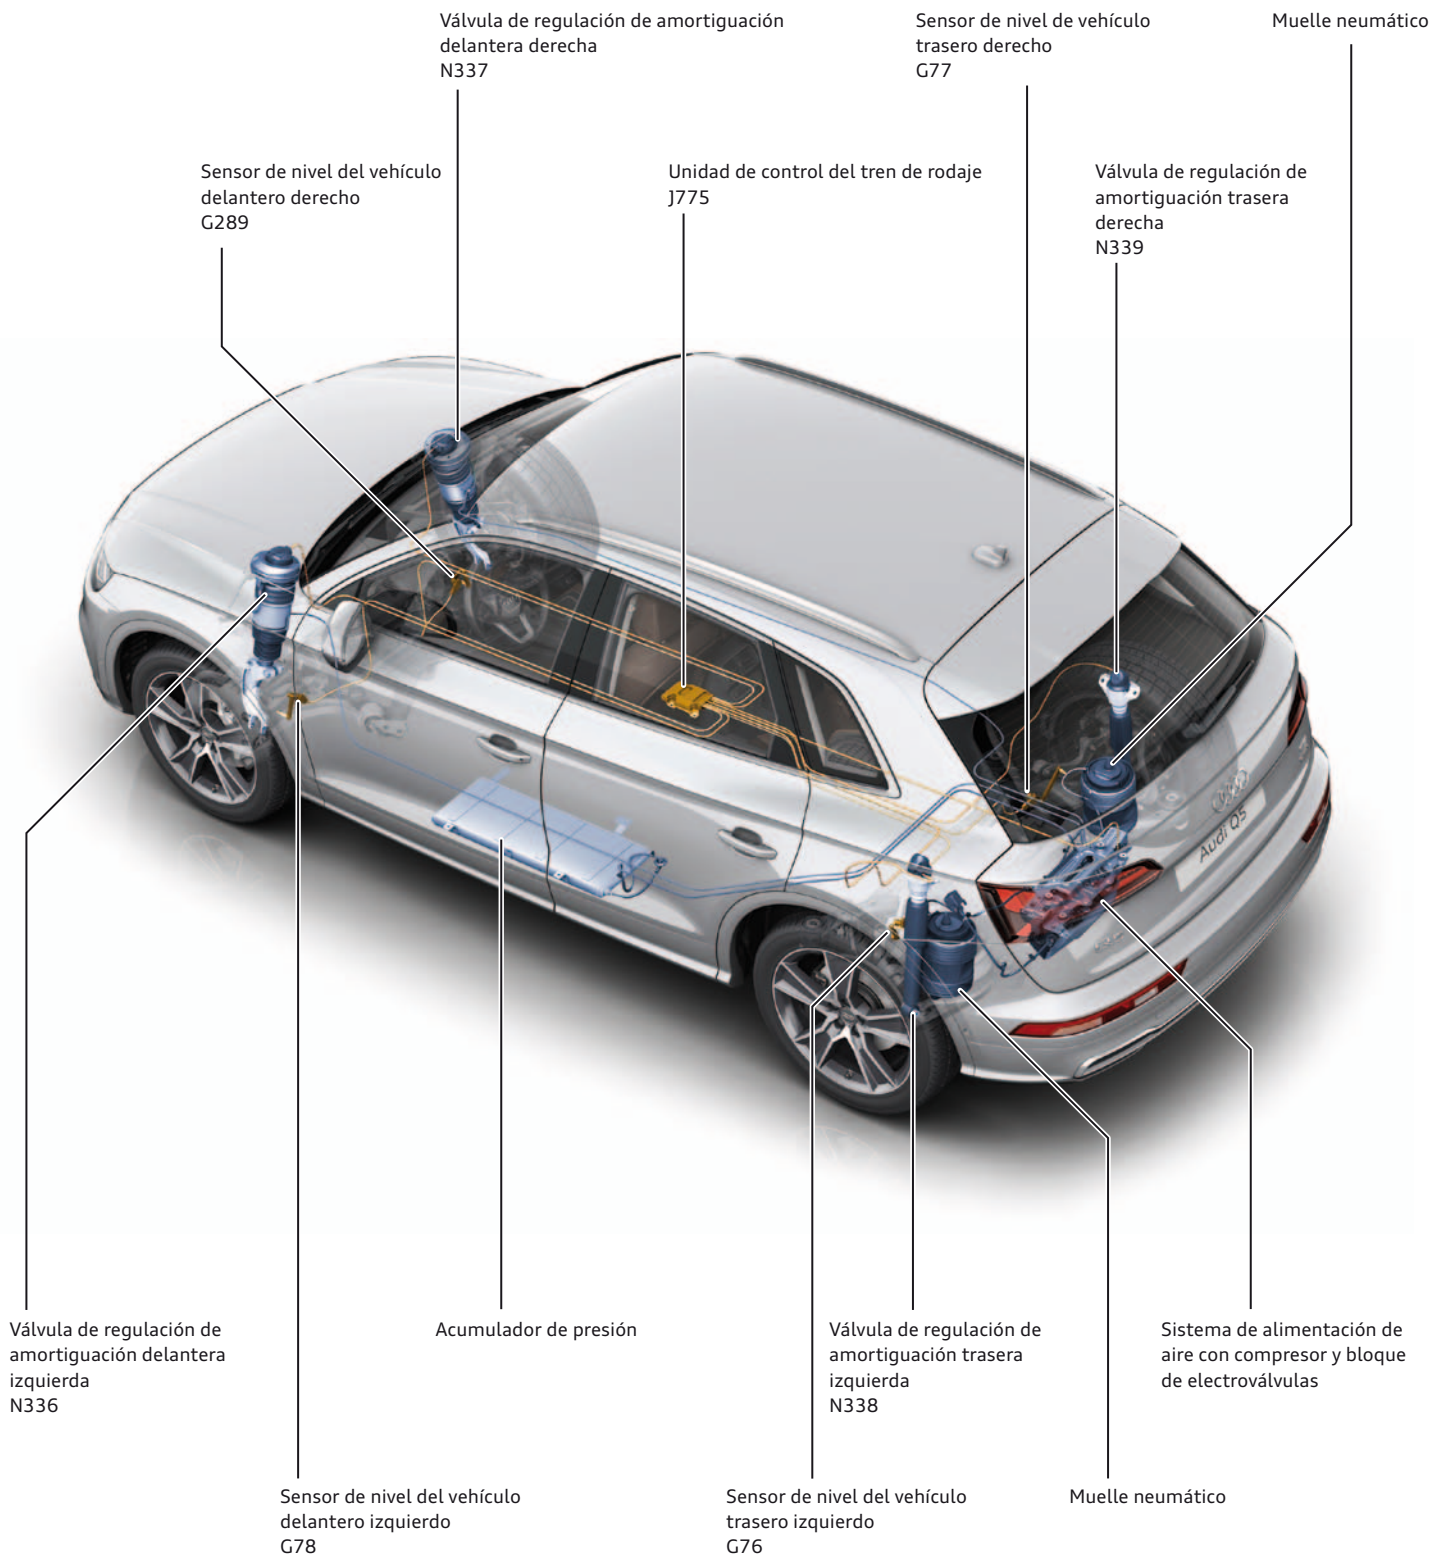 Válvula de regulación de amortiguación
delantera derecha
N337
Sensor de nivel de vehículo
trasero derecho
G77
Muelle neumático
Sensor de nivel del vehículo
delantero derecho
G289
Unidad de control del tren de rodaje
J775
Válvula de regulación de
amortiguación trasera
derecha
N339
Audi Q5
Válvula de regulación de
amortiguación delantera
izquierda
N336
Acumulador de presión
Válvula de regulación de
amortiguación trasera
izquierda
N338
Sistema de alimentación de
aire con compresor y bloque
de electroválvulas
Sensor de nivel del vehículo
delantero izquierdo
G78
Sensor de nivel del vehículo
trasero izquierdo
G76
Muelle neumático